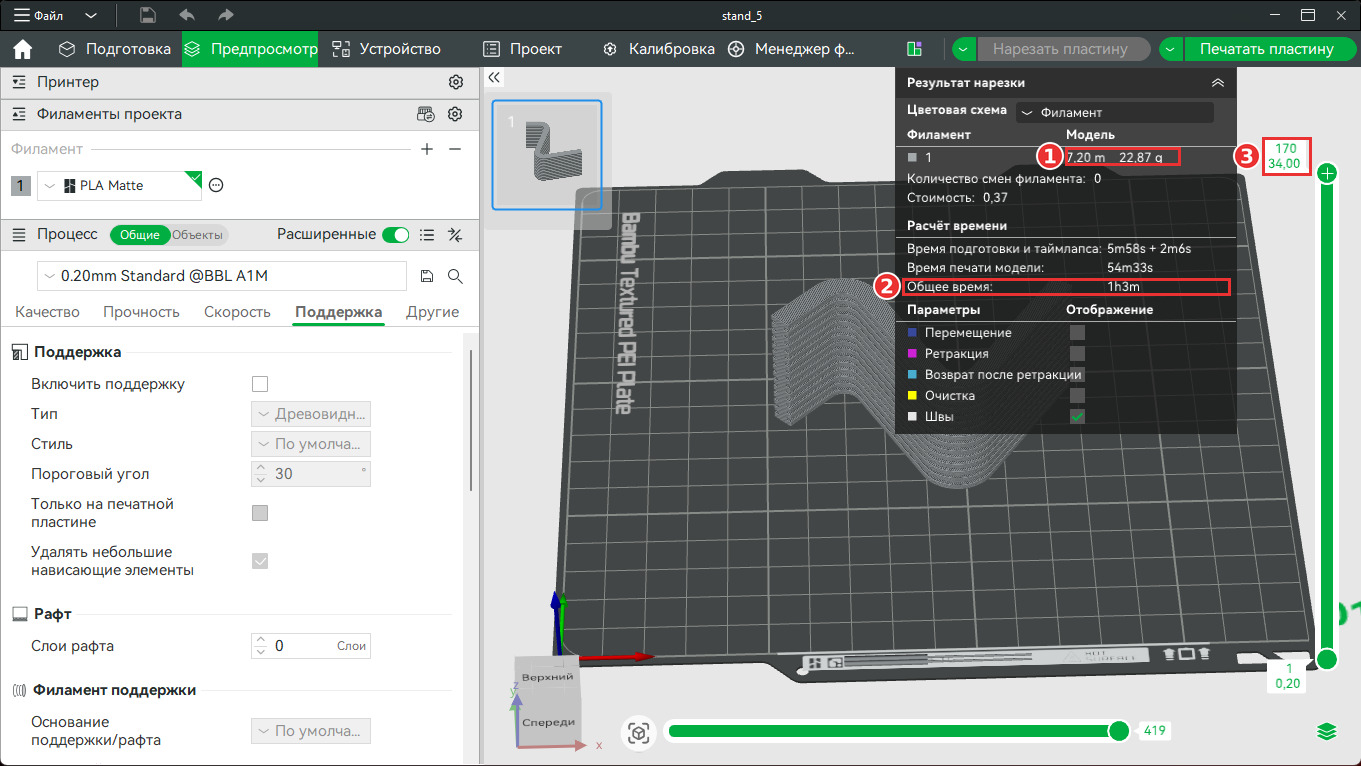 Файл
stand_5
Подготовка
Предпросмотр
Устройство
Проект
Калибровка
Менеджер ф...
Нарезать пластину
Печатать пластину
Принтер
Филаменты проекта
Филамент
1 PLA Matte
Процесс Общие Объекты Расширенные
0.20mm Standard @BBL A1M
Качество Прочность Скорость Поддержка Другие
Поддержка
Включить поддержку
Тип Древовидн...
Стиль По умолча...
Пороговый угол 30 °
Только на печатной
пластине
Удалять небольшие
нависающие элементы
Рафт
Слои рафта 0 Слои
Филамент поддержки
Основание
поддержки/рафта По умолча...
1
Bambu Textured PEI Plate
Результат нарезки
Цветовая схема Филамент
Филамент Модель
1 1 7,20 m 22,87 g
Количество смен филамента: 0
Стоимость: 0,37
Расчёт времени
Время подготовки и таймлапса: 5m58s + 2m6s
Время печати модели: 54m33s
2 Общее время: 1h3m
Параметры Отображение
Перемещение
Ретракция
Возврат после ретракции
Очистка
Швы
3 170
34,00
1
0,20
HOT
SURFACE
Верхний
Спереди
z
y
x
419
01